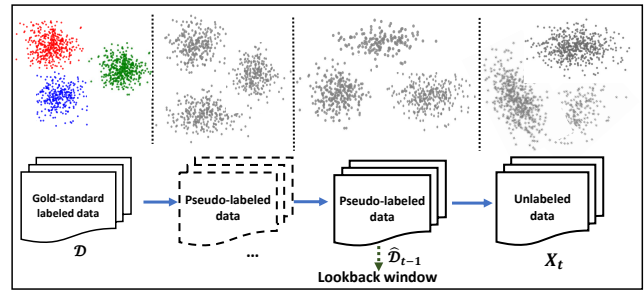 Gold-standard
labeled data
Pseudo-labeled
data
Pseudo-labeled
data
Unlabeled
data
𝒟
...
𝒟̂ₜ₋₁
Xₜ
Lookback window